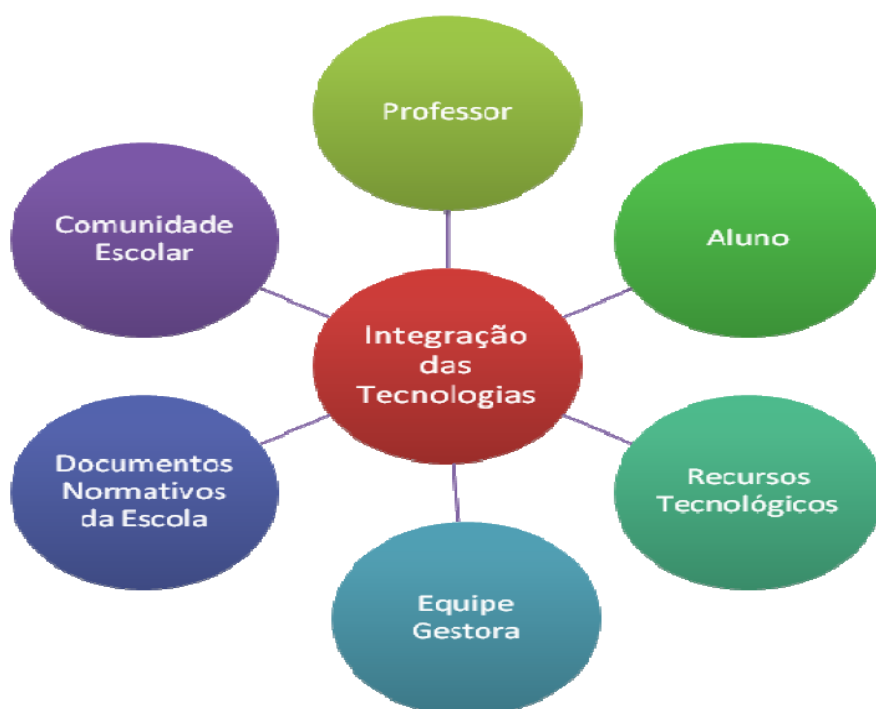 Professor
Comunidade
Escolar
Aluno
Integração
das
Tecnologias
Documentos
Normativos
da Escola
Recursos
Tecnológicos
Equipe
Gestora